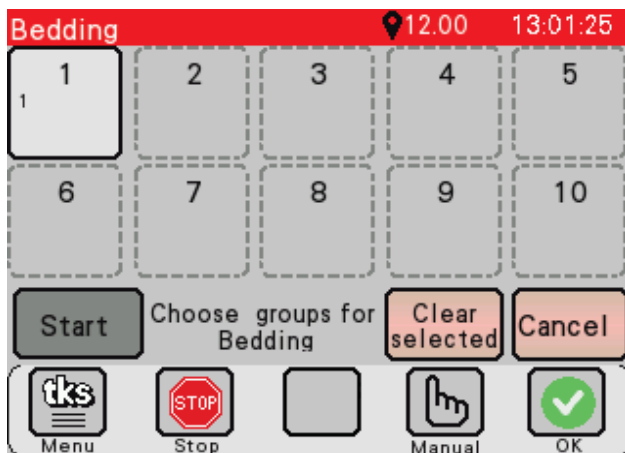 Bedding 12.00 13:01:25
1 2 3 4 5
1
6 7 8 9 10
Start
Choose groups for
Bedding
Clear
selected
Cancel
tks
STOP
Menu Stop Manual OK